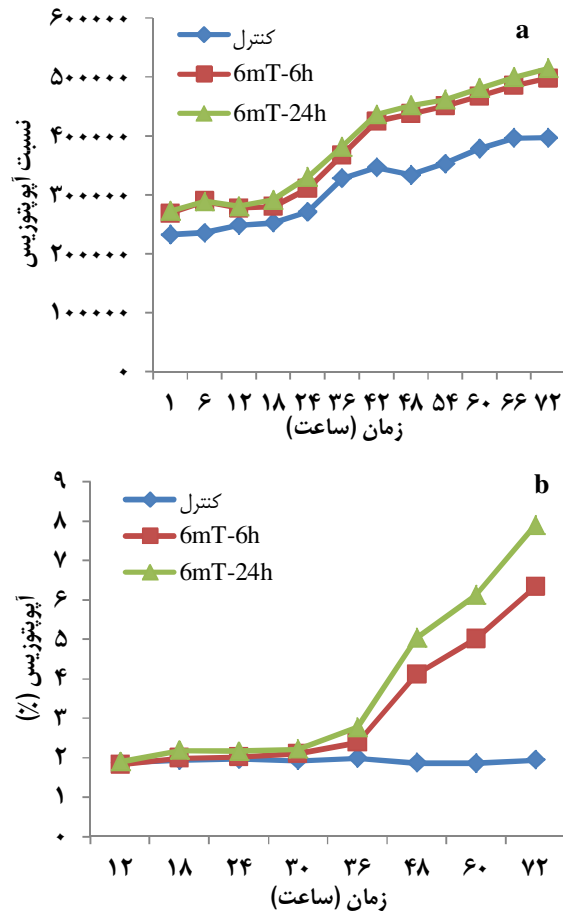 a
۶۰۰۰۰۰
۵۰۰۰۰۰
۴۰۰۰۰۰
۳۰۰۰۰۰
۲۰۰۰۰۰
۱۰۰۰۰۰
۰
نسبت آپوپتوزیس
کنترل
6mT-6h
6mT-24h
۱ ۶ ۱۲ ۱۸ ۲۴ ۳۶ ۴۲ ۴۸ ۵۴ ۶۰ ۶۶ ۷۲
زمان (ساعت)
b
۹
۸
۷
۶
۵
۴
۳
۲
۱
۰
آپوپتوزیس (%)
کنترل
6mT-6h
6mT-24h
۱۲ ۱۸ ۲۴ ۳۰ ۳۶ ۴۸ ۶۰ ۷۲
زمان (ساعت)